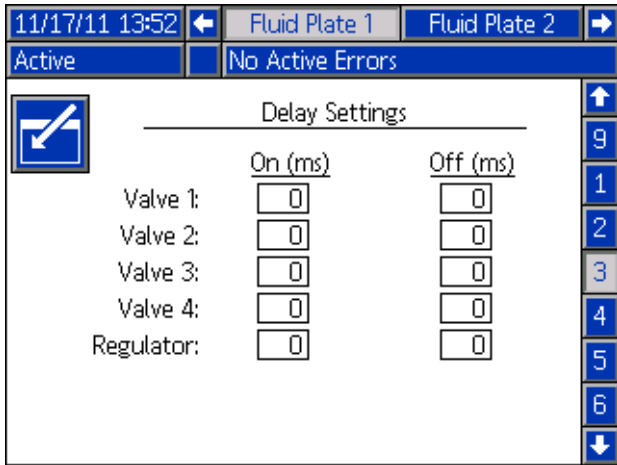 11/17/11 13:52 Fluid Plate 1 Fluid Plate 2
Active No Active Errors
Delay Settings
On (ms) Off (ms)
Valve 1: 0 0
Valve 2: 0 0
Valve 3: 0 0
Valve 4: 0 0
Regulator: 0 0
9
1
2
3
4
5
6